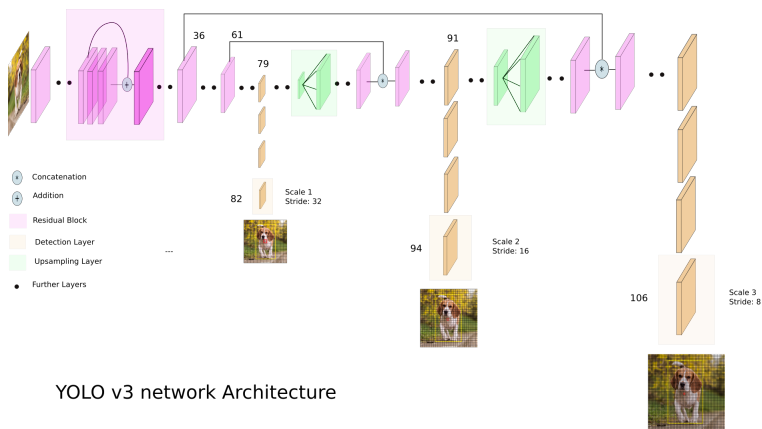 36
61
91
79
Concatenation
Addition
Residual Block
Detection Layer
Upsampling Layer
Further Layers
---
82
Scale 1
Stride: 32
94
Scale 2
Stride: 16
106
Scale 3
Stride: 8
YOLO v3 network Architecture